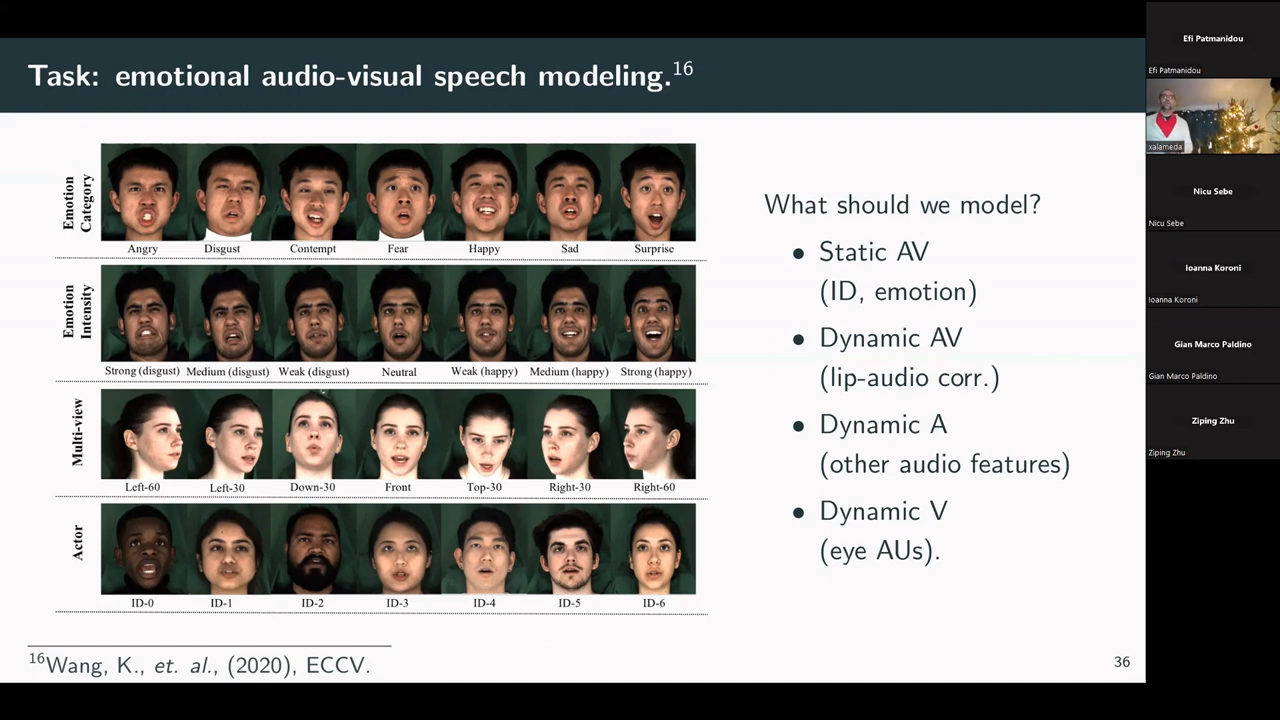 Task: emotional audio-visual speech modeling.16
Emotion
Category
Angry Disgust Contempt Fear Happy Sad Surprise
Emotion
Intensity
Strong (disgust) Medium (disgust) Weak (disgust) Neutral Weak (happy) Medium (happy) Strong (happy)
Multi-view
Left-60 Left-30 Down-30 Front Top-30 Right-30 Right-60
Actor
ID-0 ID-1 ID-2 ID-3 ID-4 ID-5 ID-6
What should we model?
• Static AV
(ID, emotion)
• Dynamic AV
(lip-audio corr.)
• Dynamic A
(other audio features)
• Dynamic V
(eye AUs).
16Wang, K., et. al., (2020), ECCV.
36
Efi Patmanidou
Efi Patmanidou
xalameda
Nicu Sebe
Nicu Sebe
Ioanna Koroni
Ioanna Koroni
Gian Marco Paldino
Gian Marco Paldino
Ziping Zhu
Ziping Zhu